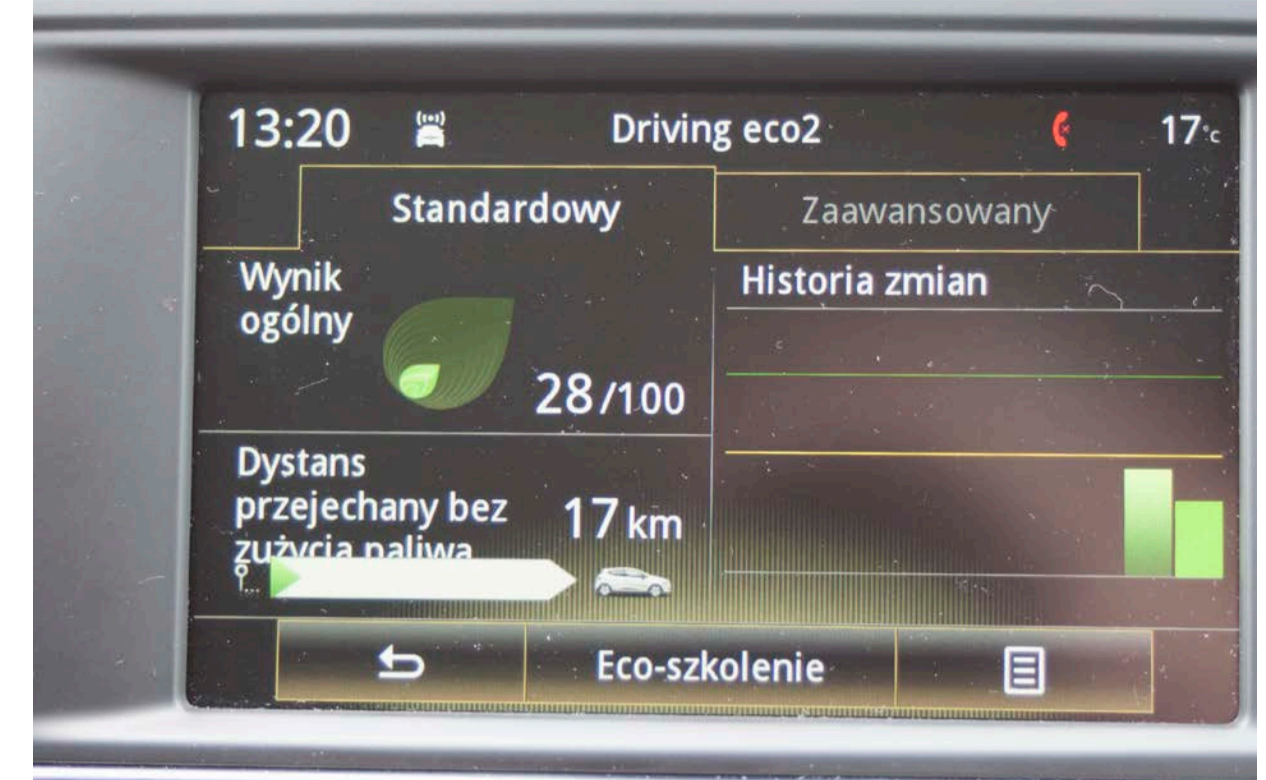 13:20 Driving eco2 17°C
Standardowy Zaawansowany
Wynik
ogólny
28/100
Historia zmian
Dystans
przejechany bez
zużycia paliwa
17 km
Eco-szkolenie